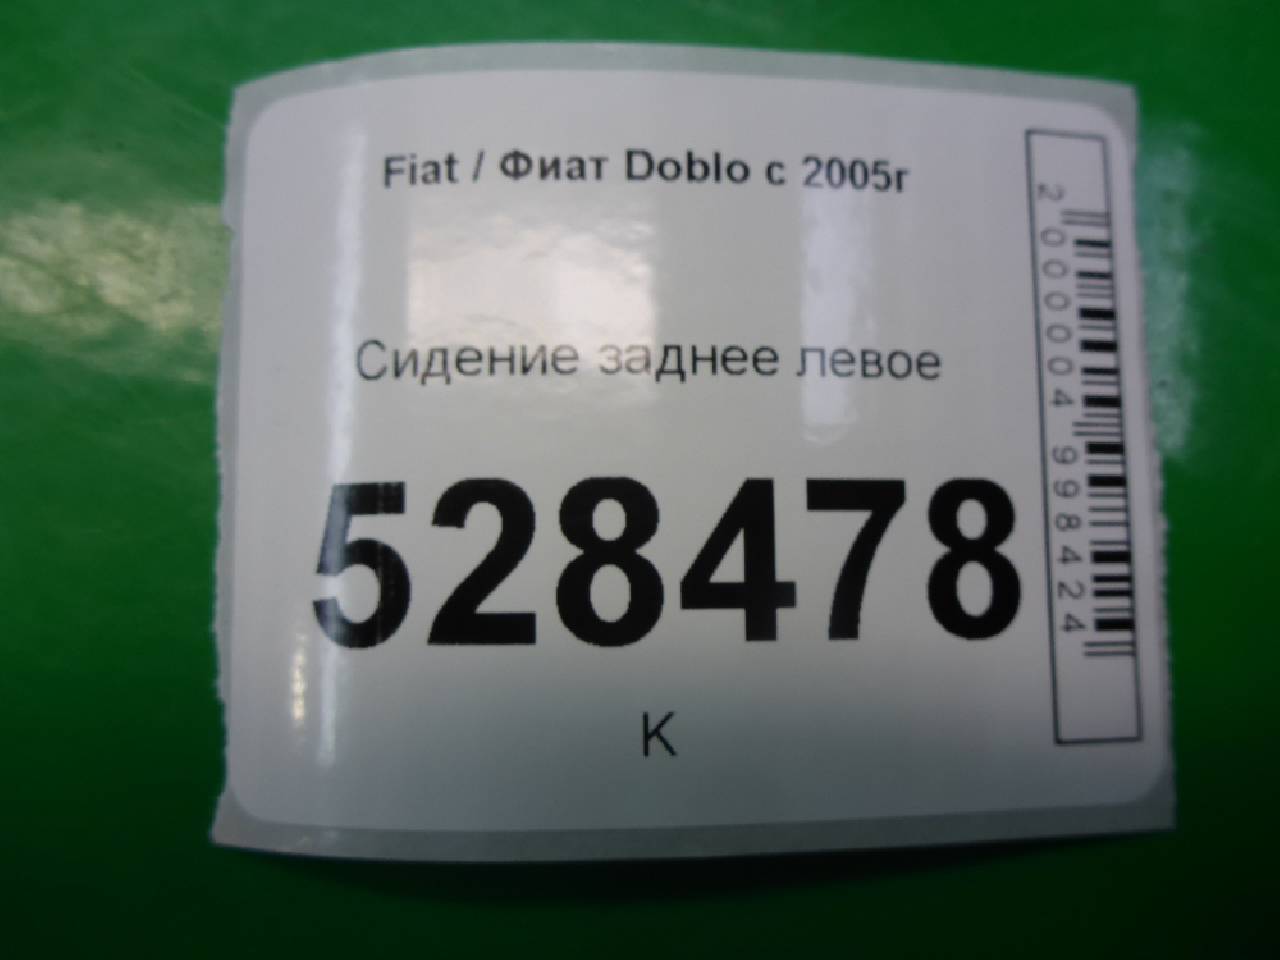 Fiat / Фиат Doblo с 2005г
Сидение заднее левое
528478
К
2000004998424